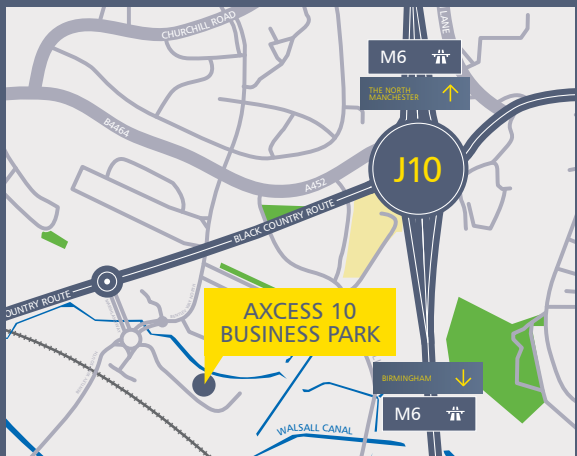 CHURCHILL ROAD
LANE
M6
THE NORTH
MANCHESTER
B4464
J10
A452
BLACK COUNTRY ROUTE
OUNTRY ROUTE
AXCESS 10
BUSINESS PARK
BIRMINGHAM
M6
WALSALL CANAL